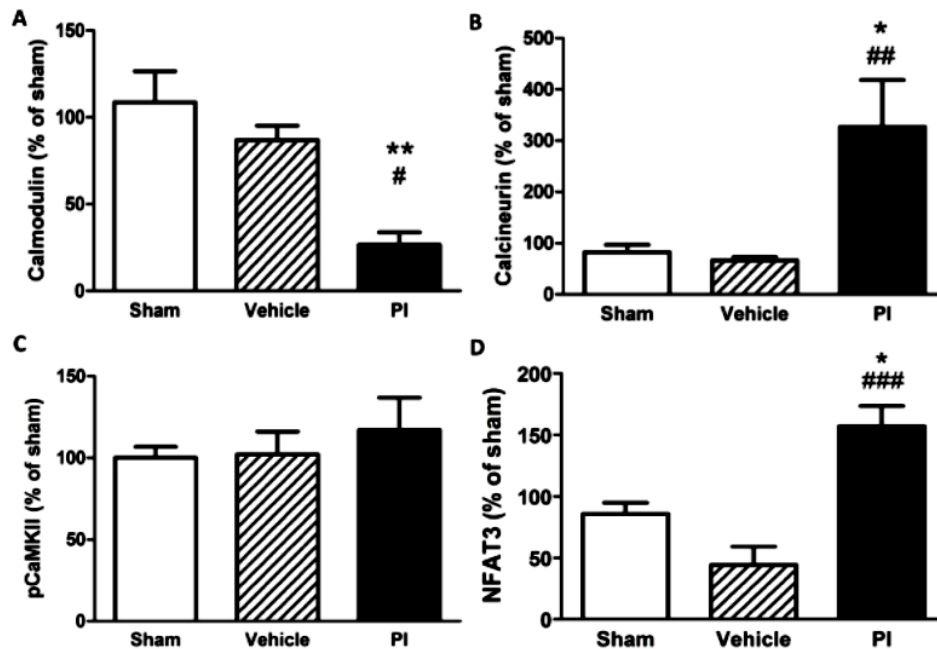 A
Calmodulin (% of sham)
150
100
50
0
**
#
Sham Vehicle PI
B
Calcineurin (% of sham)
500
400
300
200
100
0
*
##
Sham Vehicle PI
C
pCaMKII (% of sham)
150
100
50
0
Sham Vehicle PI
D
NFAT3 (% of sham)
200
150
100
50
0
*
###
Sham Vehicle PI